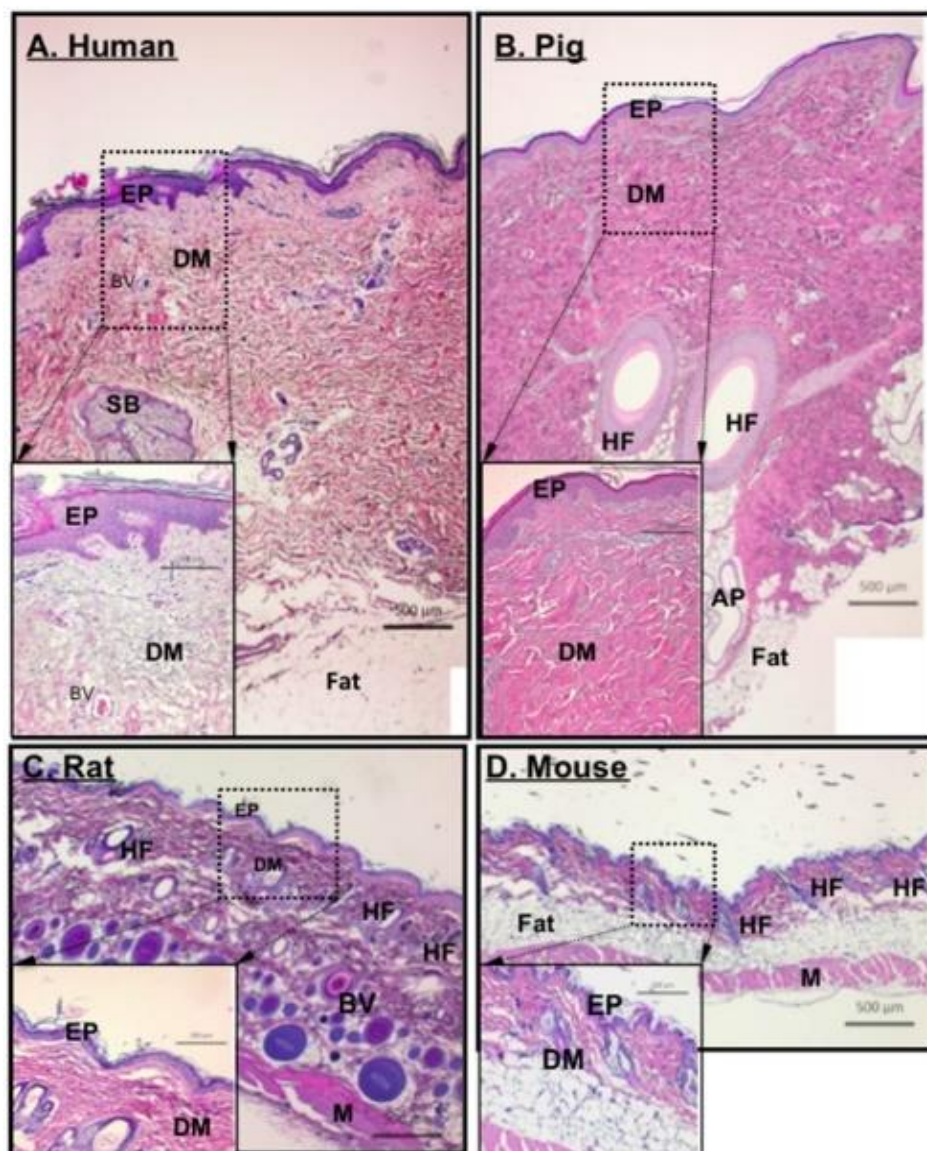 A. Human
EP
DM
BV
SB
EP
DM
BV
500 µm
Fat
B. Pig
EP
DM
HF
HF
EP
DM
AP
Fat
500 µm
C. Rat
EP
HF
DM
HF
HF
BV
EP
DM
M
D. Mouse
HF
HF
HF
Fat
M
EP
DM
500 µm